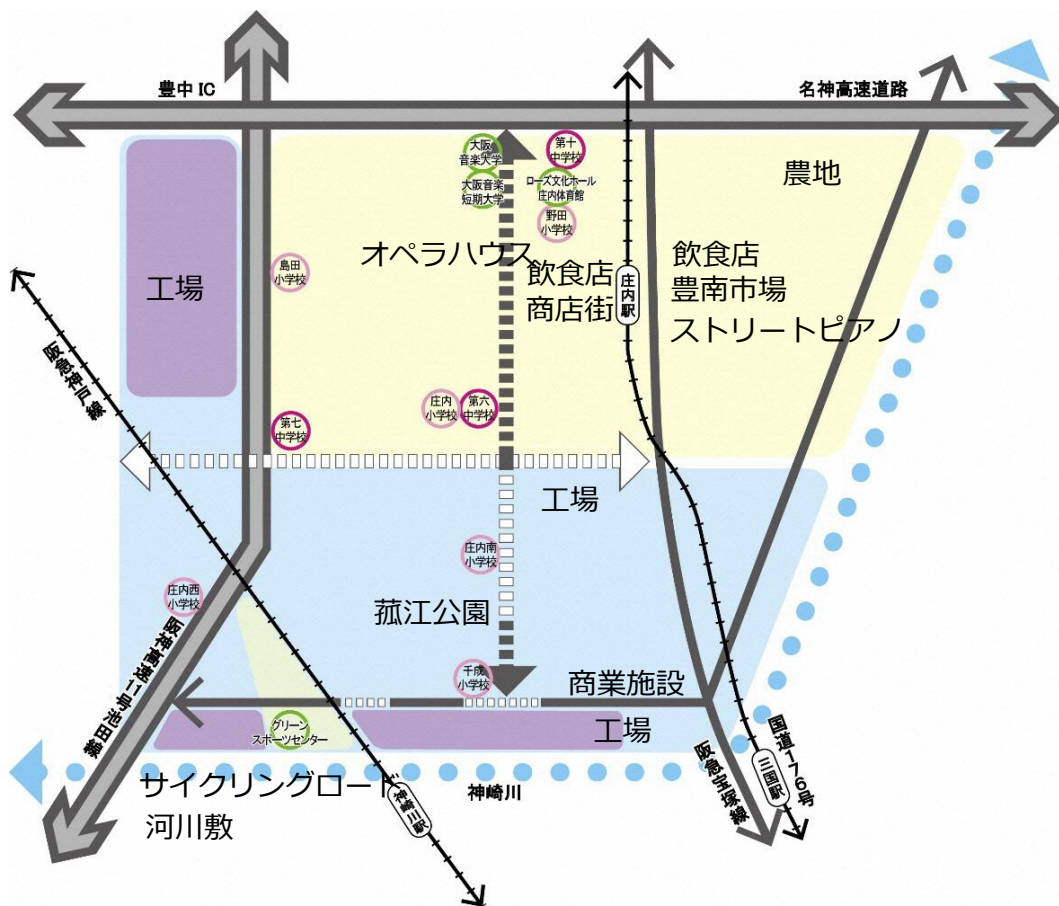 豊中IC
名神高速道路
大阪
音楽大学
第十
中学校
大阪音楽
短期大学
ローズ文化ホール
庄内体育館
農地
野田
小学校
オペラハウス
島田
小学校
工場
飲食店
商店街
庄内駅
飲食店
豊南市場
ストリートピアノ
阪急神戸線
庄内
小学校
第六
中学校
第七
中学校
工場
庄内南
小学校
庄内西
小学校
菰江公園
阪神高速11号池田線
千歳
小学校
商業施設
グリーン
スポーツセンター
工場
国道176号
阪急宝塚線
三国駅
サイクリングロード
神崎川
神崎川駅
河川敷